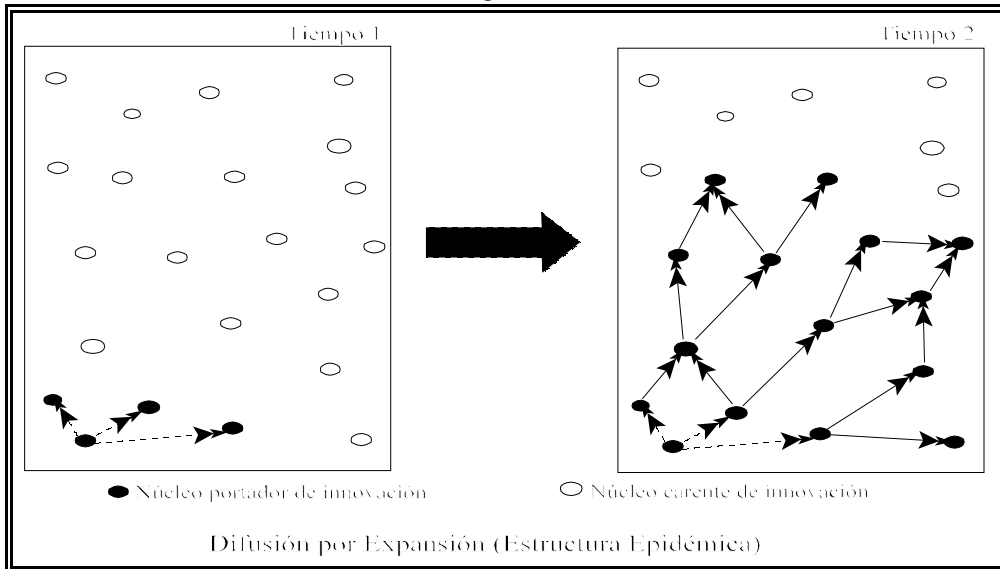 Tiempo 1
Tiempo 2
Núcleo portador de innovación
Núcleo carente de innovación
Difusión por Expansión (Estructura Epidémica)